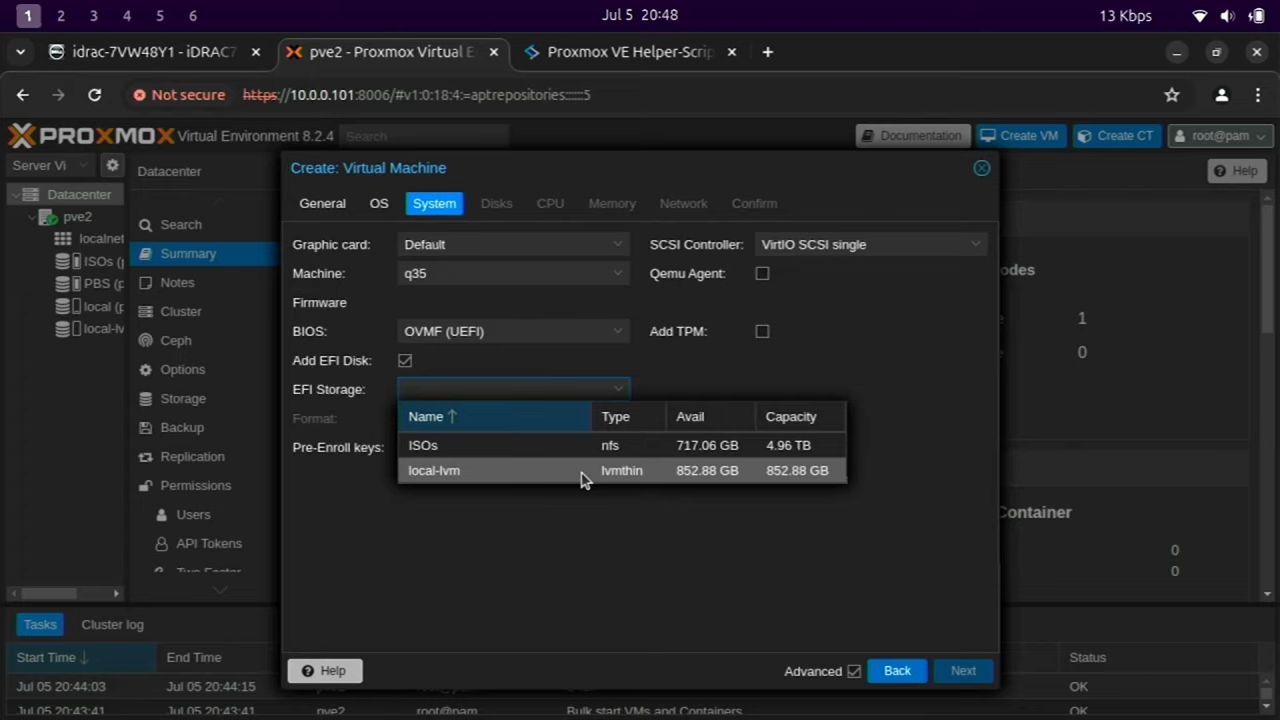 1 2 3 4 5 6 Jul 5 20:48 13 Kbps
idrac-7VW48Y1 - iDRAC7 pve2 - Proxmox Virtual E Proxmox VE Helper-Scrip
Not secure https://10.0.0.101:8006/#v1:0:18:4:=aptrepositories::::::5
PROXMOX Virtual Environment 8.2.4 Search Documentation Create VM Create CT root@pam
Server Vi
Datacenter
pve2
localnet
ISOs (p
PBS (p
local (p
local-lv
Datacenter
Help
Search
Summary
Notes
Cluster
Ceph
Options
Storage
Backup
Replication
Permissions
Users
API Tokens
Create: Virtual Machine
General OS System Disks CPU Memory Network Confirm
Graphic card: Default SCSI Controller: VirtIO SCSI single
Machine: q35 Qemu Agent:
Firmware
BIOS: OVMF (UEFI) Add TPM:
Add EFI Disk:
EFI Storage:
Format:
Pre-Enroll keys:
Name Type Avail Capacity
ISOs nfs 717.06 GB 4.96 TB
local-lvm lvmthin 852.88 GB 852.88 GB
Help Advanced Back Next
odes
1
0
Container
0
0
Tasks Cluster log
Start Time End Time Status
Jul 05 20:44:03 Jul 05 20:44:15 OK
Jul 05 20:43:41 Jul 05 20:43:41 pve2 root@pam Bulk start VMs and Containers OK